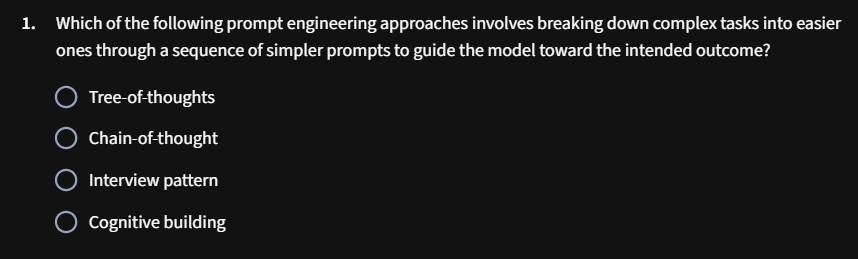 1. Which of the following prompt engineering approaches involves breaking down complex tasks into easier
ones through a sequence of simpler prompts to guide the model toward the intended outcome?
Tree-of-thoughts
Chain-of-thought
Interview pattern
Cognitive building